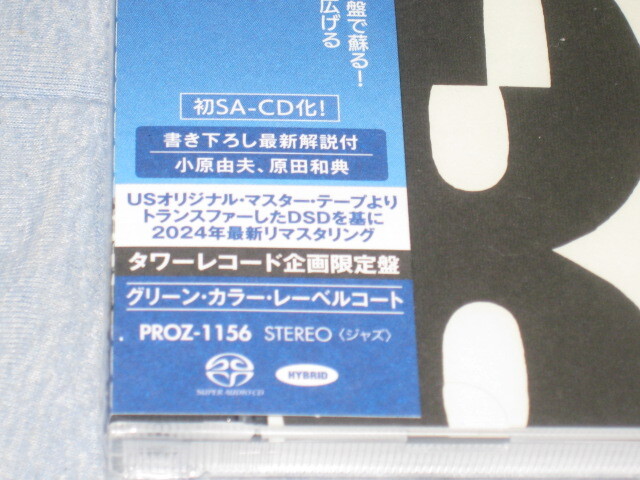 盤で蘇る!
広げる
初SA-CD化!
書き下ろし最新解説付
小原由夫、原田和典
USオリジナル・マスター・テープより
トランスファーしたDSDを基に
2024年最新リマスタリング
タワーレコード企画限定盤
グリーン・カラー・レーベルコート
PROZ-1156 STEREO〈ジャズ〉
SUPER AUDIO CD
HYBRID